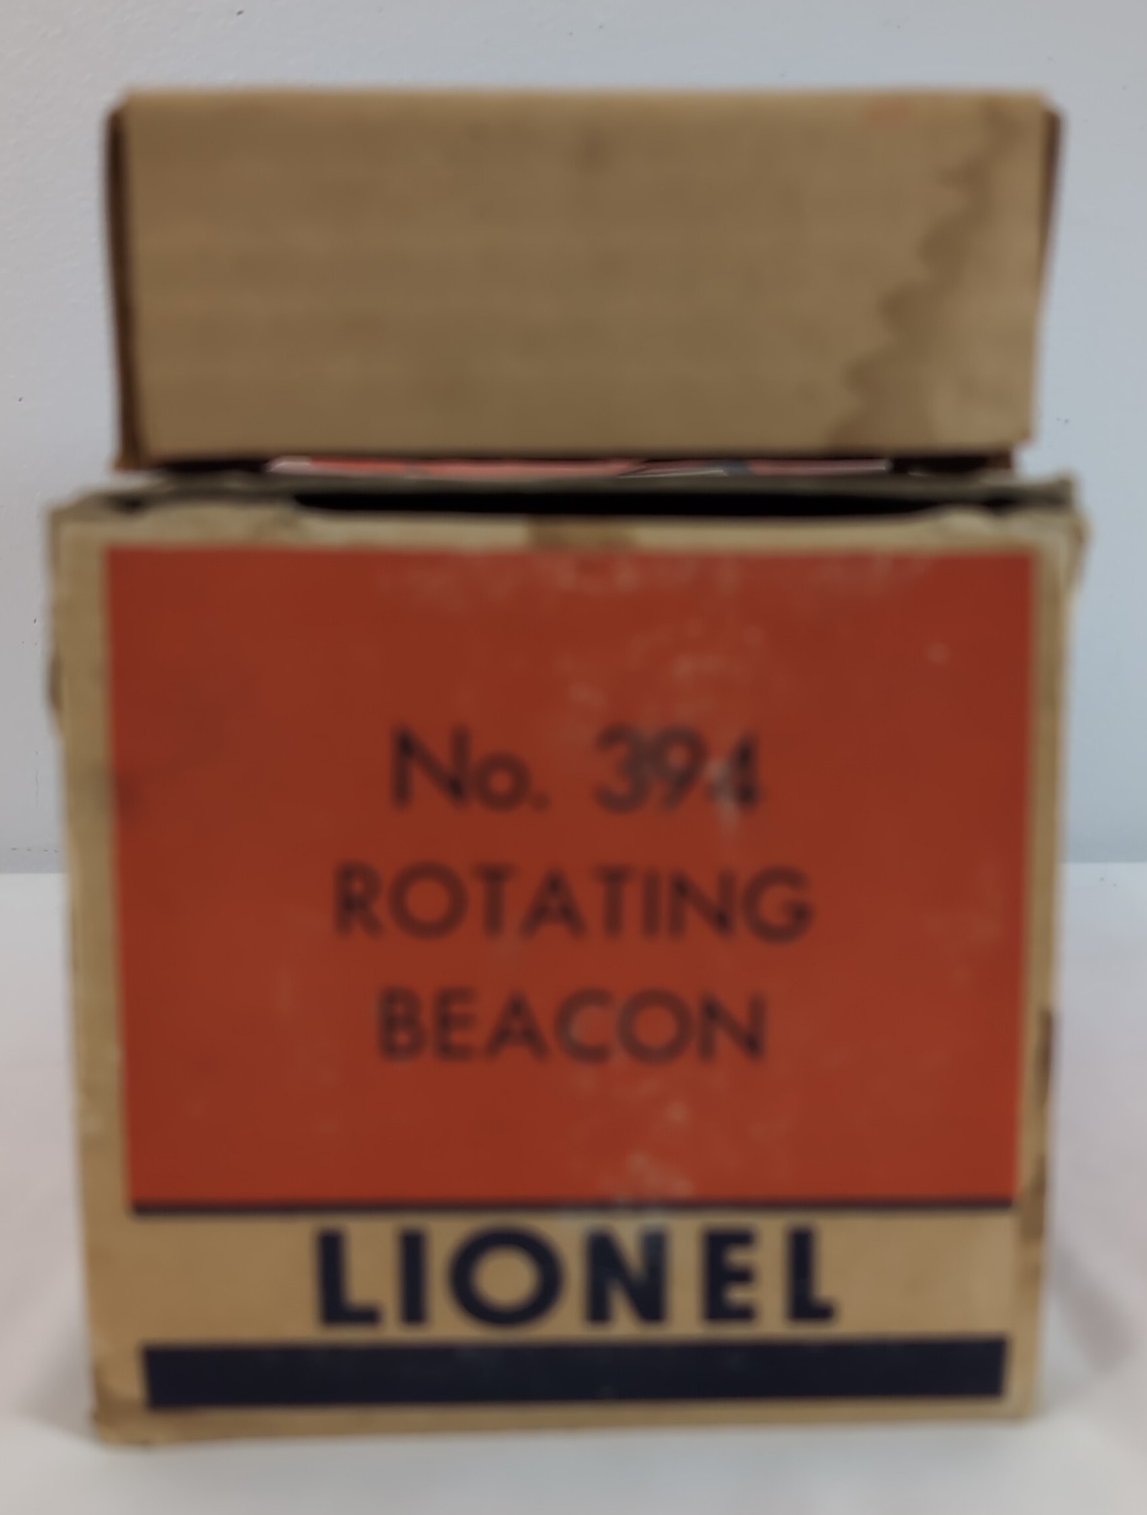 No. 394
ROTATING
BEACON
LIONEL